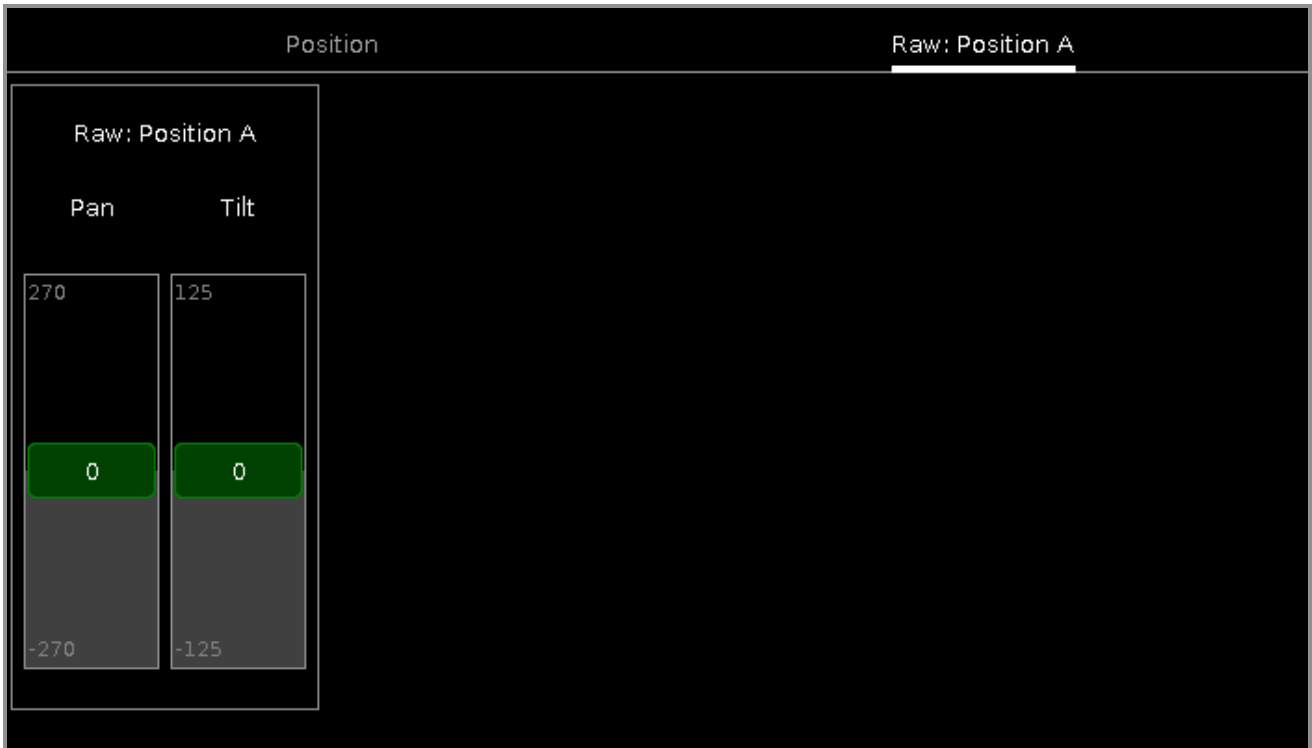 Position Raw: Position A
Raw: Position A
Pan Tilt
270 125
0 0
-270 -125